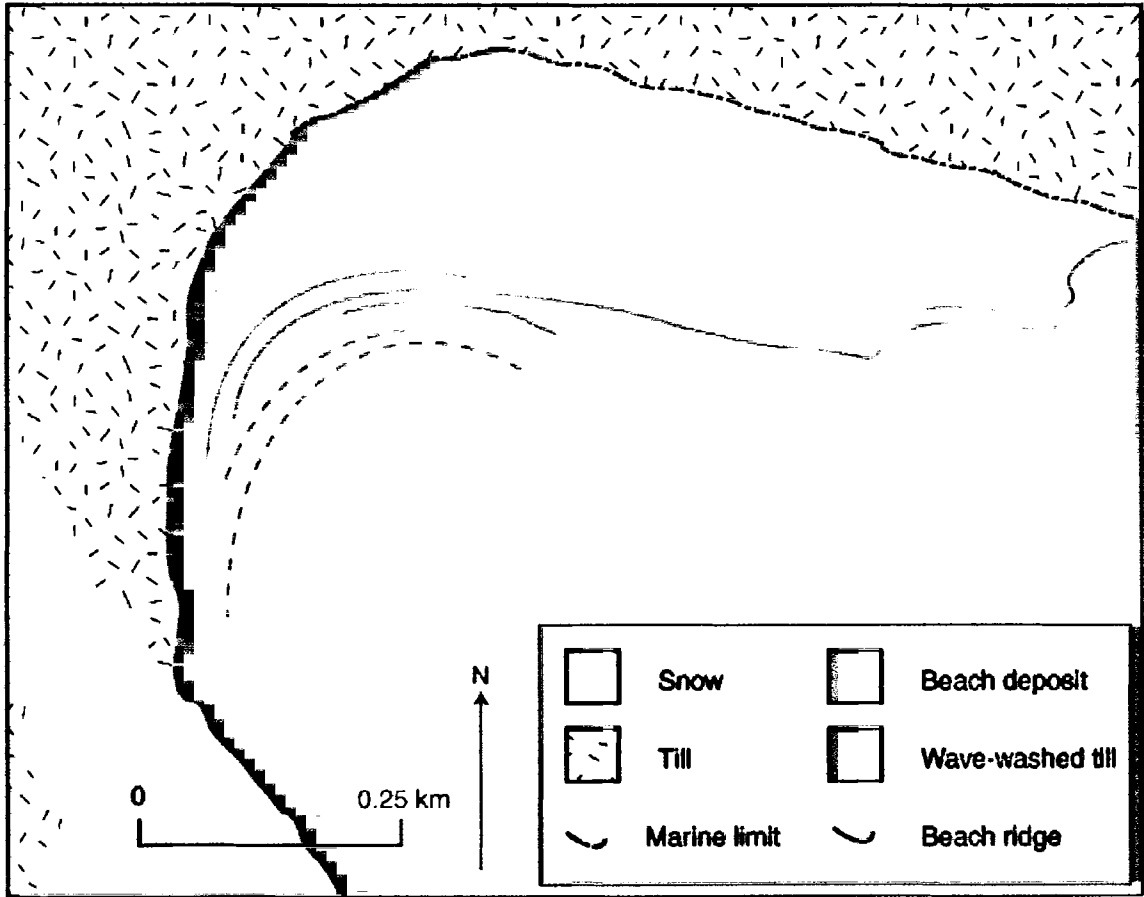 N
0
0.25 km
Snow
Beach deposit
Till
Wave-washed till
Marine limit
Beach ridge